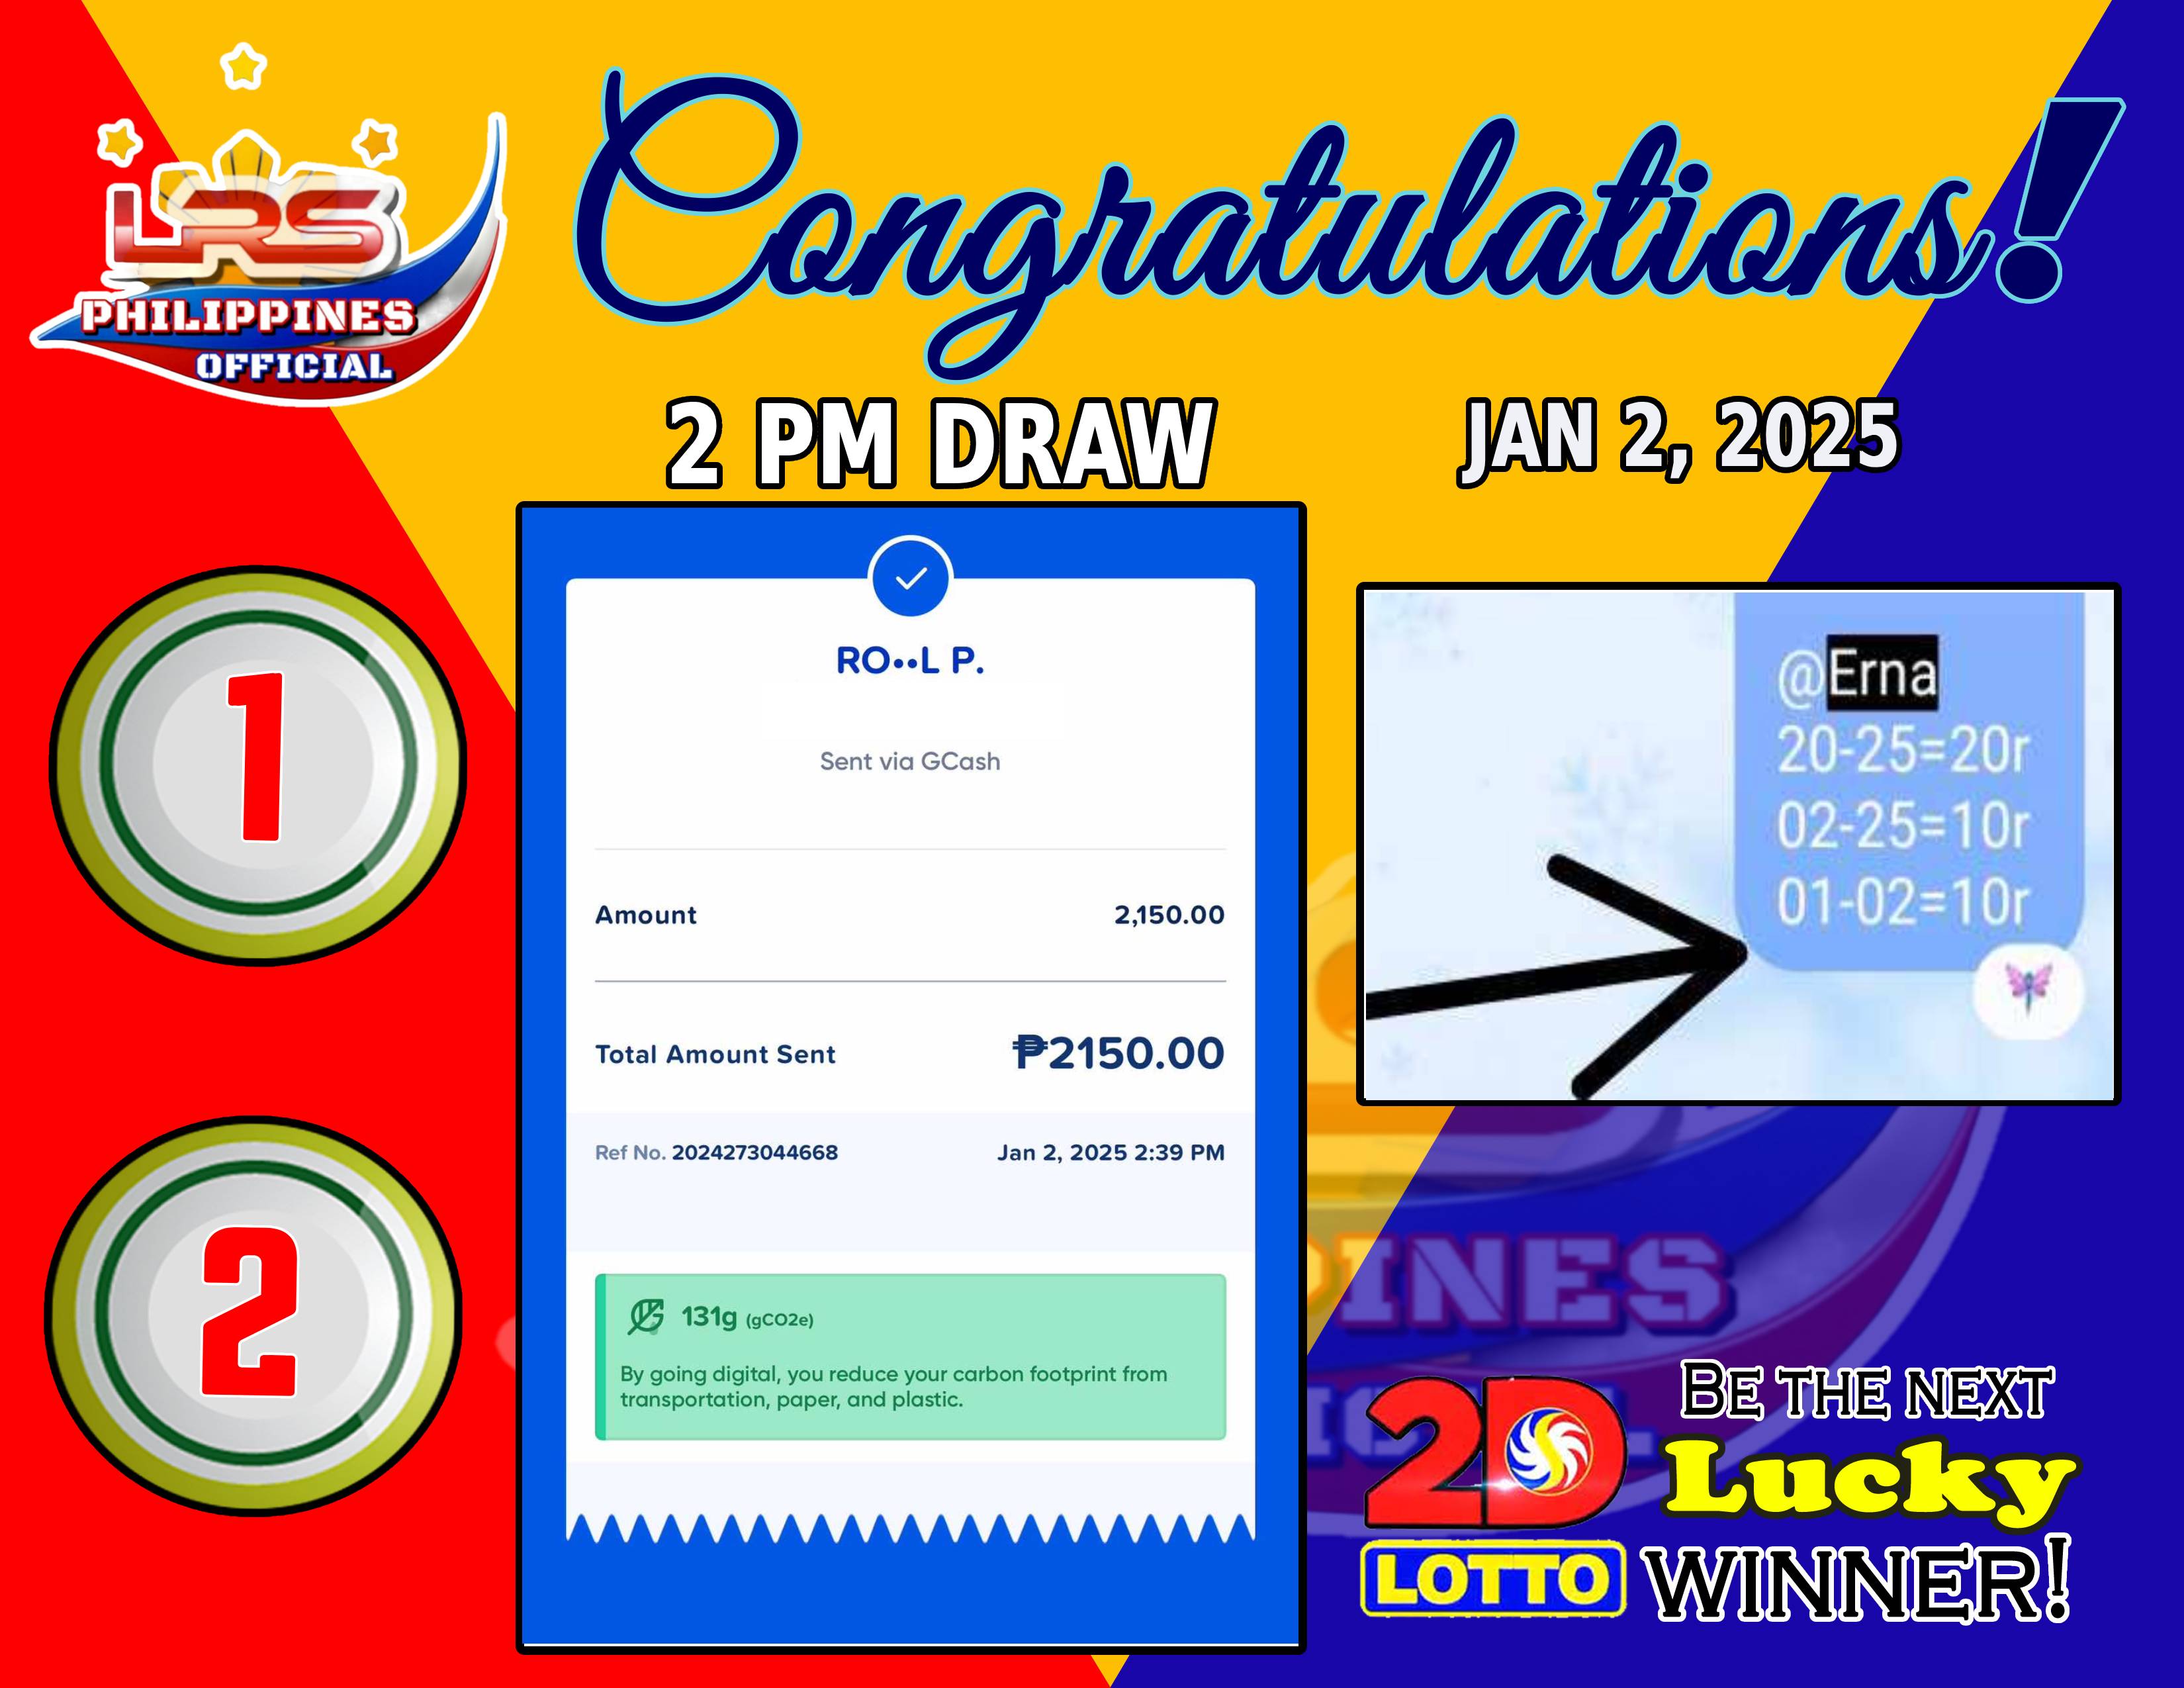 LRS
PHILIPPINES
OFFICIAL
Congratulations!
2 PM DRAW
JAN 2, 2025
1
2
RO••L P.
Sent via GCash
Amount 2,150.00
Total Amount Sent ₱2150.00
Ref No. 2024273044668 Jan 2, 2025 2:39 PM
131g (gCO2e)
By going digital, you reduce your carbon footprint from
transportation, paper, and plastic.
@Erna
20-25=20r
02-25=10r
01-02=10r
PINES
2D
LOTTO
BE THE NEXT
Lucky
WINNER!